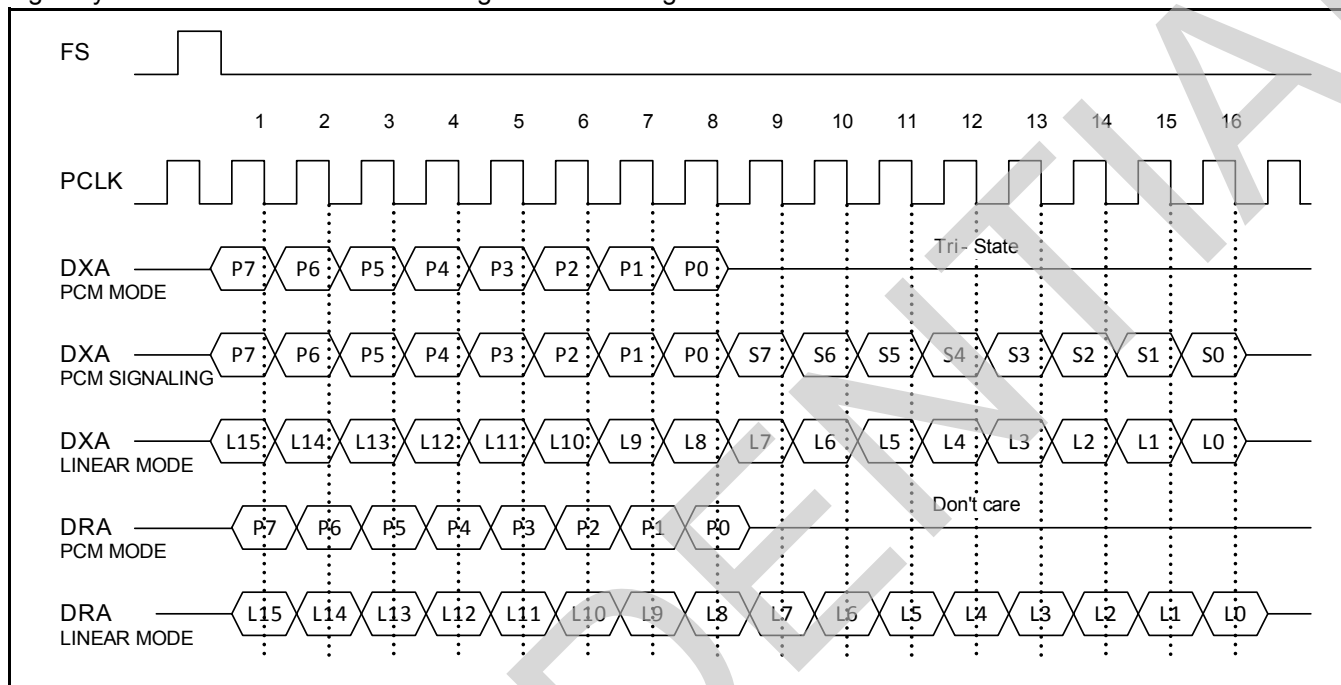 FS
1 2 3 4 5 6 7 8 9 10 11 12 13 14 15 16
PCLK
Tri - State
DXA P7 P6 P5 P4 P3 P2 P1 P0
PCM MODE
DXA P7 P6 P5 P4 P3 P2 P1 P0 S7 S6 S5 S4 S3 S2 S1 S0
PCM SIGNALING
DXA L15 L14 L13 L12 L11 L10 L9 L8 L7 L6 L5 L4 L3 L2 L1 L0
LINEAR MODE
Don't care
DRA P7 P6 P5 P4 P3 P2 P1 P0
PCM MODE
DRA L15 L14 L13 L12 L11 L10 L9 L8 L7 L6 L5 L4 L3 L2 L1 L0
LINEAR MODE
DENTIA